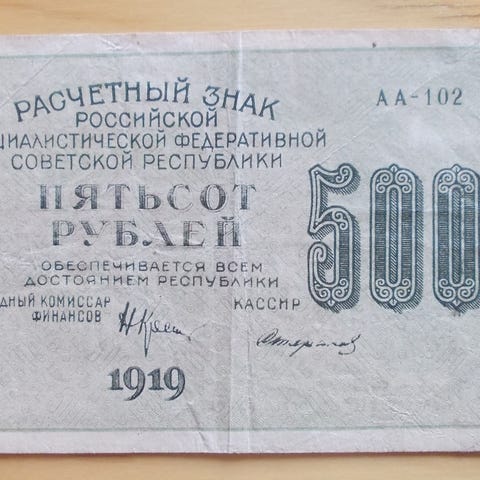 РАСЧЕТНЫЙ ЗНАК
РОССИЙСКОЙ
ЦИАЛИСТИЧЕСКОЙ ФЕДЕРАТИВНОЙ
СОВЕТСКОЙ РЕСПУБЛИКИ
ПЯТЬСОТ
РУБЛЕЙ
ОБЕСПЕЧИВАЕТСЯ ВСЕМ
ДОСТОЯНИЕМ РЕСПУБЛИКИ
ДНЫЙ КОМИССАР
ФИНАНСОВ
КАССИР
1919
АА-102
500